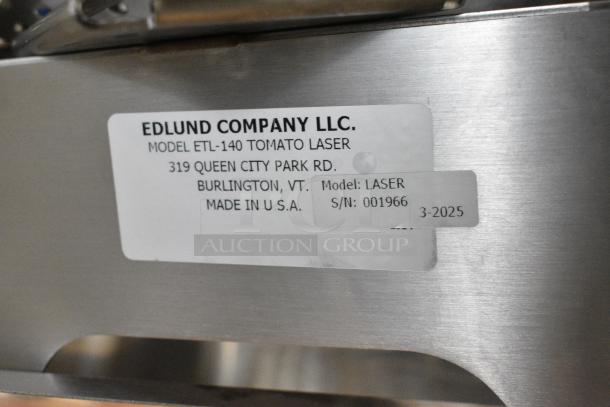 EDLUND COMPANY LLC.
MODEL ETL-140 TOMATO LASER
319 QUEEN CITY PARK RD.
BURLINGTON, VT.
MADE IN U S.A.
Model: LASER
S/N: 001966
3-2025
AUCTION GROUP